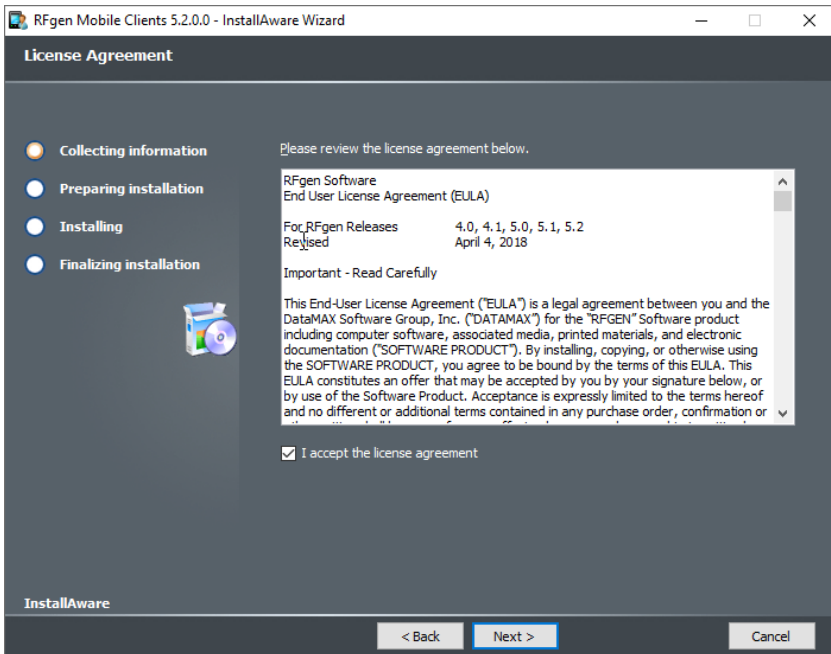 RFgen Mobile Clients 5.2.0.0 - InstallAware Wizard
License Agreement
Collecting information
Preparing installation
Installing
Finalizing installation
Please review the license agreement below.
RFgen Software
End User License Agreement (EULA)
For RFgen Releases 4.0, 4.1, 5.0, 5.1, 5.2
Revised April 4, 2018
Important - Read Carefully
This End-User License Agreement ("EULA") is a legal agreement between you and the
DataMAX Software Group, Inc. ("DATAMAX") for the "RFGEN" Software product
including computer software, associated media, printed materials, and electronic
documentation ("SOFTWARE PRODUCT"). By installing, copying, or otherwise using
the SOFTWARE PRODUCT, you agree to be bound by the terms of this EULA. This
EULA constitutes an offer that may be accepted by you by your signature below, or
by use of the Software Product. Acceptance is expressly limited to the terms hereof
and no different or additional terms contained in any purchase order, confirmation or
I accept the license agreement
InstallAware
< Back
Next >
Cancel